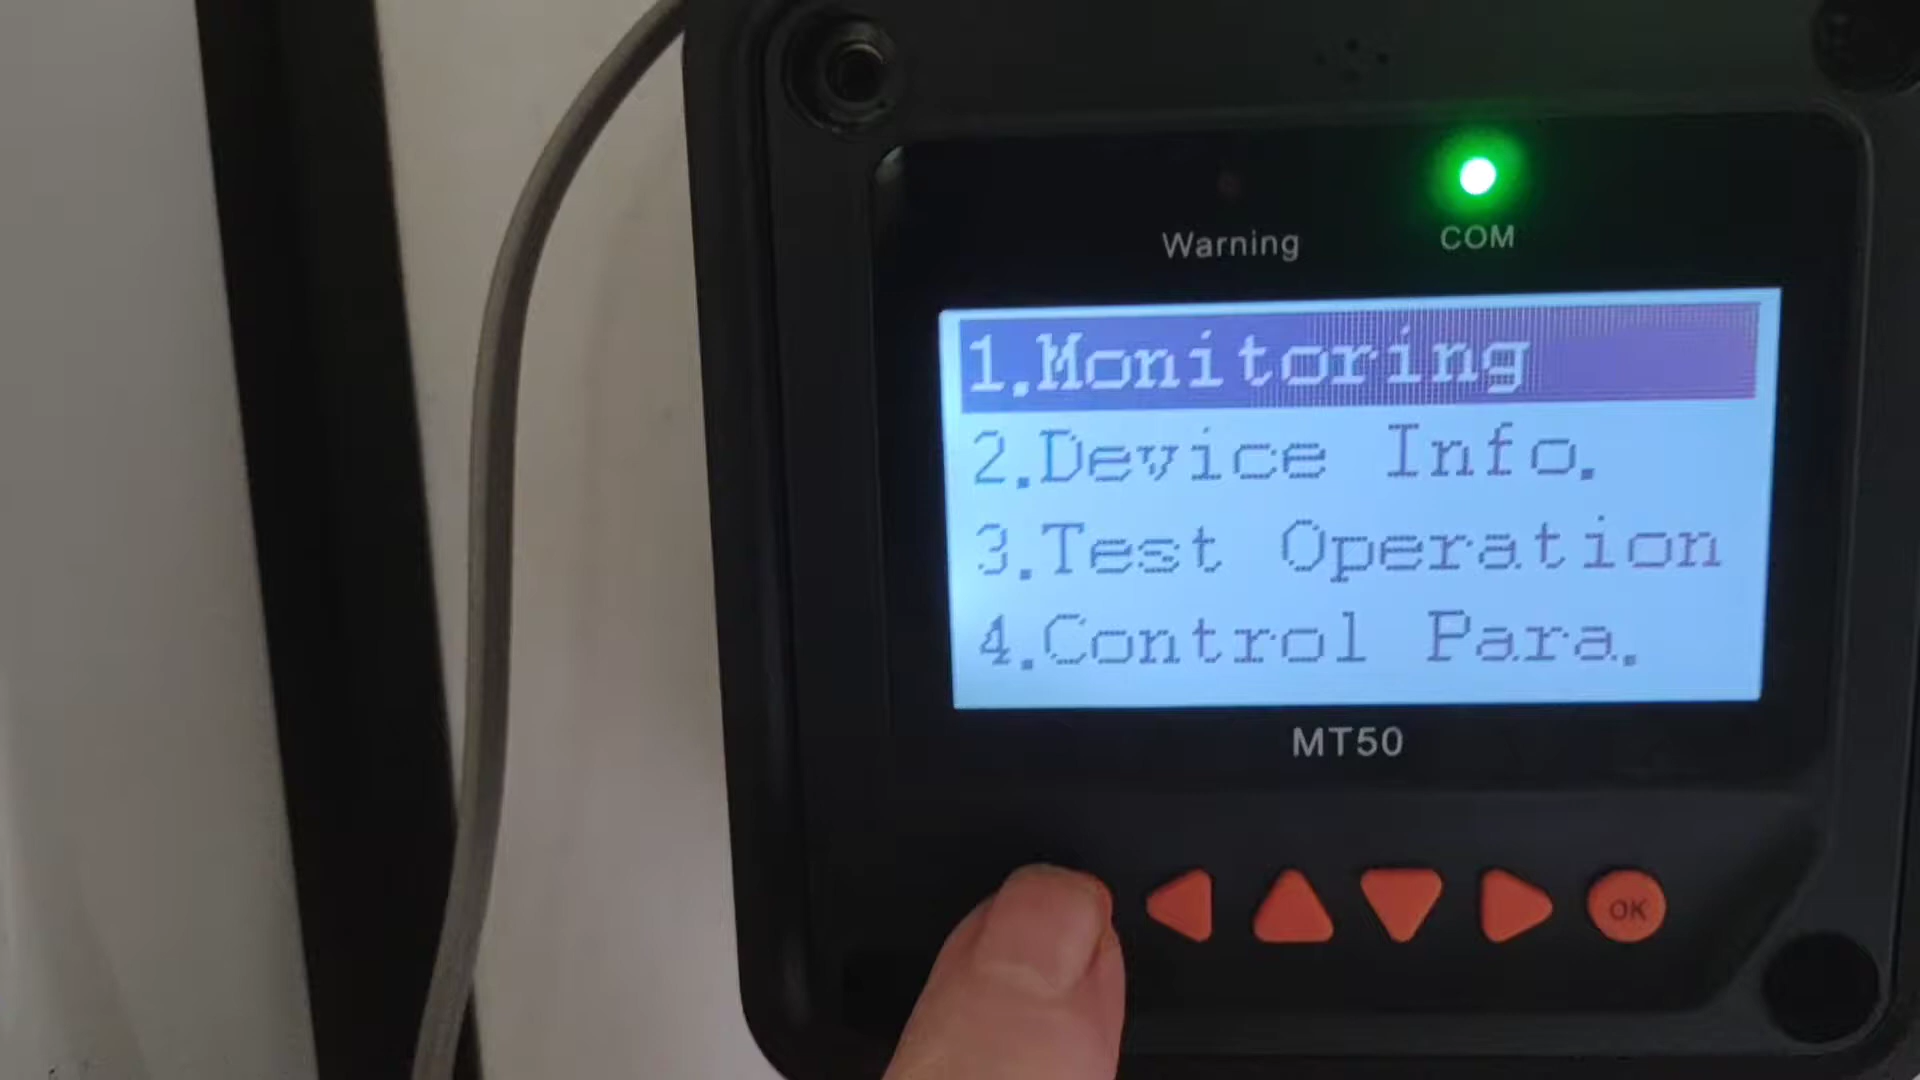 Warning COM
1.Monitoring
2.Device Info.
3.Test Operation
4.Control Para.
MT50
OK